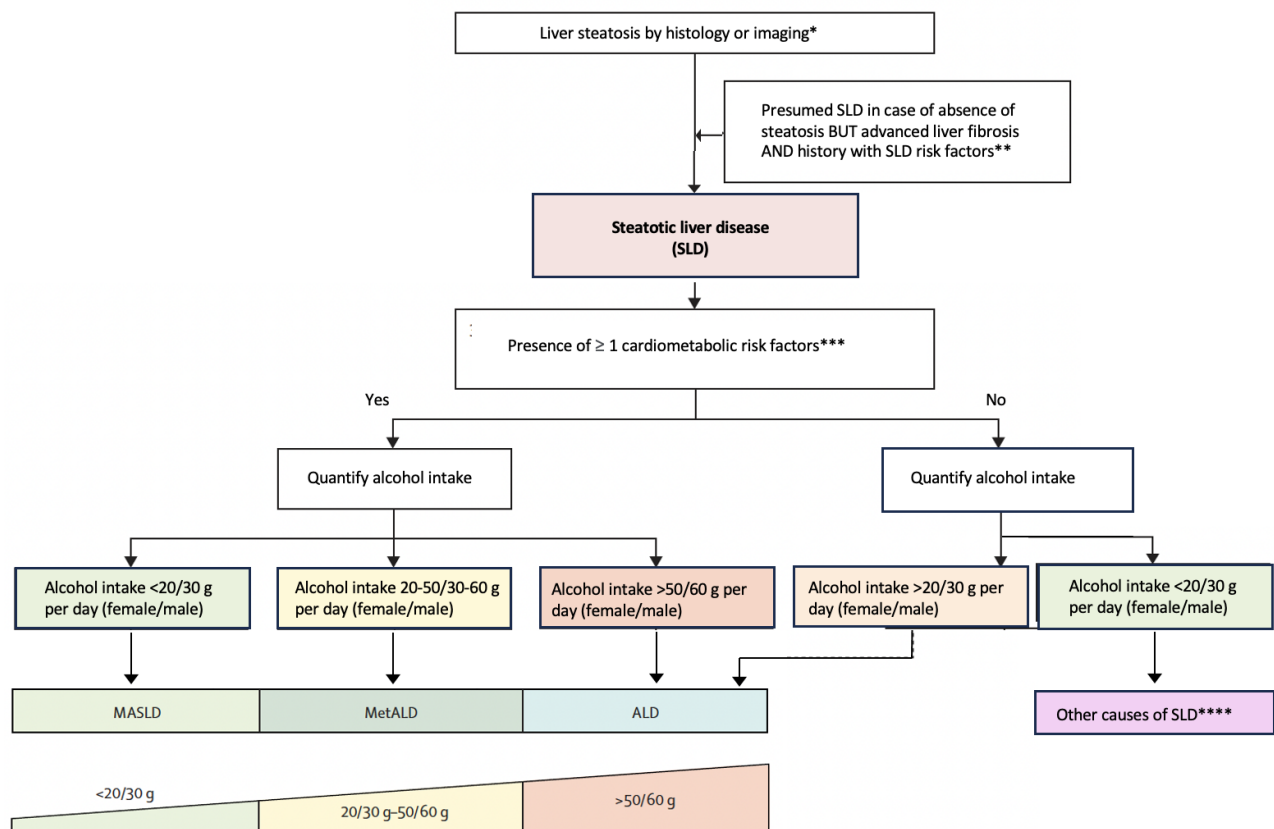 Liver steatosis by histology or imaging*
Presumed SLD in case of absence of
steatosis BUT advanced liver fibrosis
AND history with SLD risk factors**
Steatotic liver disease
(SLD)
Presence of ≥ 1 cardiometabolic risk factors***
Yes
No
Quantify alcohol intake
Quantify alcohol intake
Alcohol intake <20/30 g
per day (female/male)
Alcohol intake 20-50/30-60 g
per day (female/male)
Alcohol intake >50/60 g per
day (female/male)
Alcohol intake >20/30 g per
day (female/male)
Alcohol intake <20/30 g
per day (female/male)
MASLD
MetALD
ALD
Other causes of SLD****
<20/30 g
20/30 g–50/60 g
>50/60 g